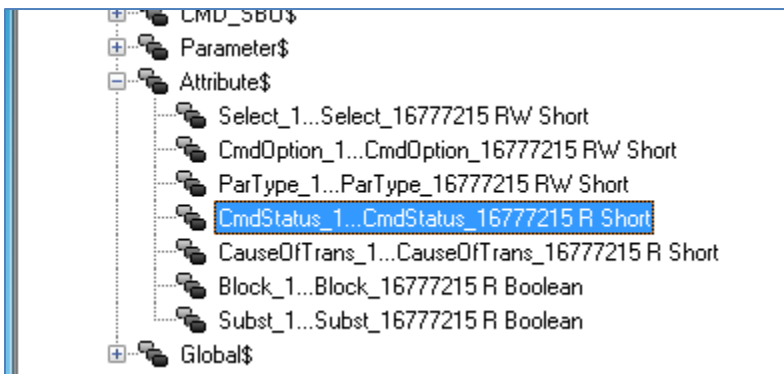 CMD_SBO$
Parameter$
Attribute$
Select_1...Select_16777215 RW Short
CmdOption_1...CmdOption_16777215 RW Short
ParType_1...ParType_16777215 RW Short
CmdStatus_1...CmdStatus_16777215 R Short
CauseOfTrans_1...CauseOfTrans_16777215 R Short
Block_1...Block_16777215 R Boolean
Subst_1...Subst_16777215 R Boolean
Global$